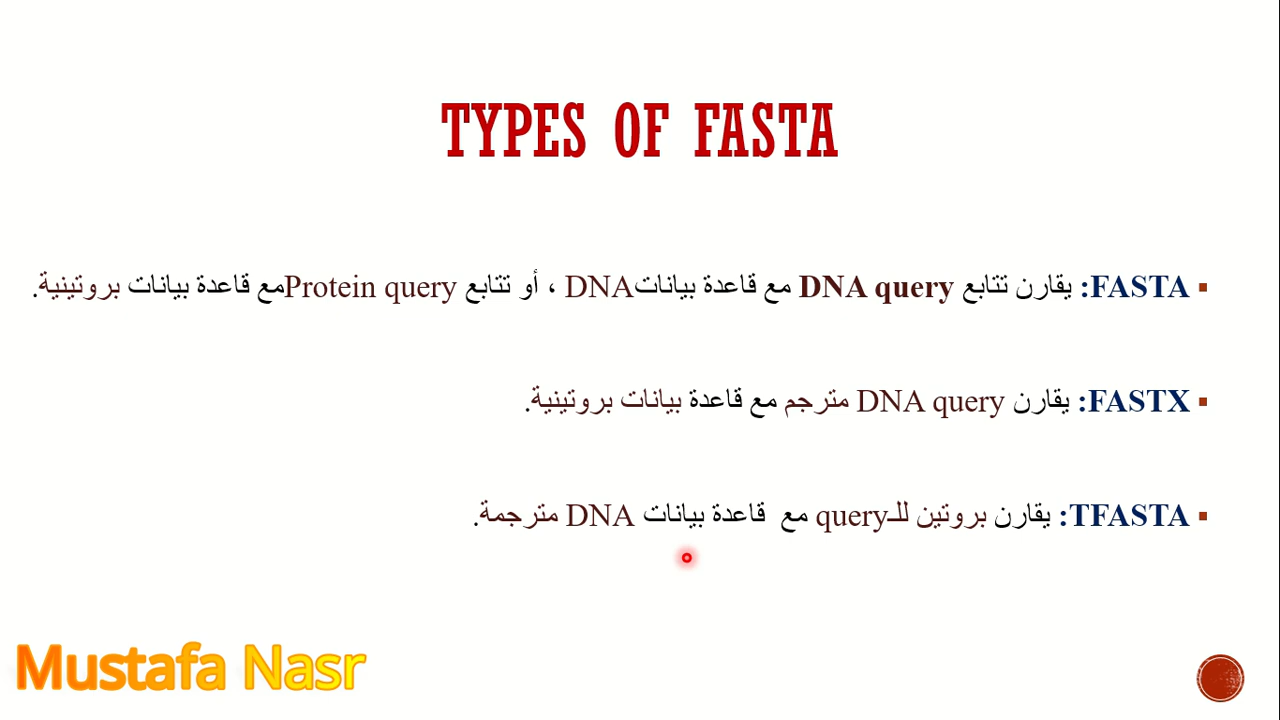 TYPES OF FASTA
▪ FASTA: يقارن تتابع DNA query مع قاعدة بياناتDNA ، أو تتابع Protein queryمع قاعدة بيانات بروتينية.
▪ FASTX: يقارن DNA query مترجم مع قاعدة بيانات بروتينية.
▪ TFASTA: يقارن بروتين للـquery مع قاعدة بيانات DNA مترجمة.
Mustafa Nasr